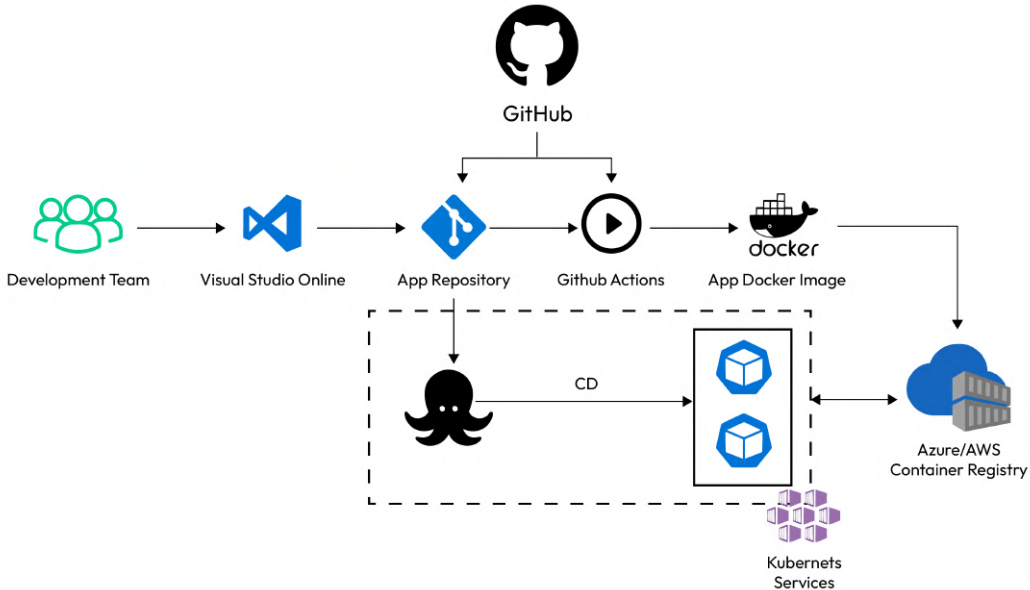 GitHub
Development Team
Visual Studio Online
App Repository
Github Actions
docker
App Docker Image
CD
Azure/AWS
Container Registry
Kubernets
Services